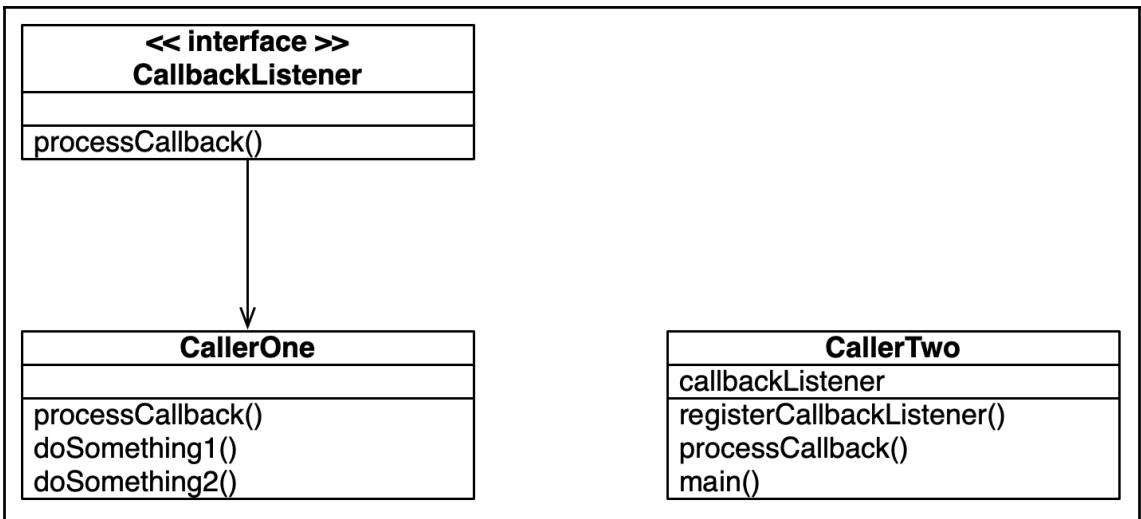 << interface >>
CallbackListener
processCallback()
CallerOne
processCallback()
doSomething1()
doSomething2()
CallerTwo
callbackListener
registerCallbackListener()
processCallback()
main()